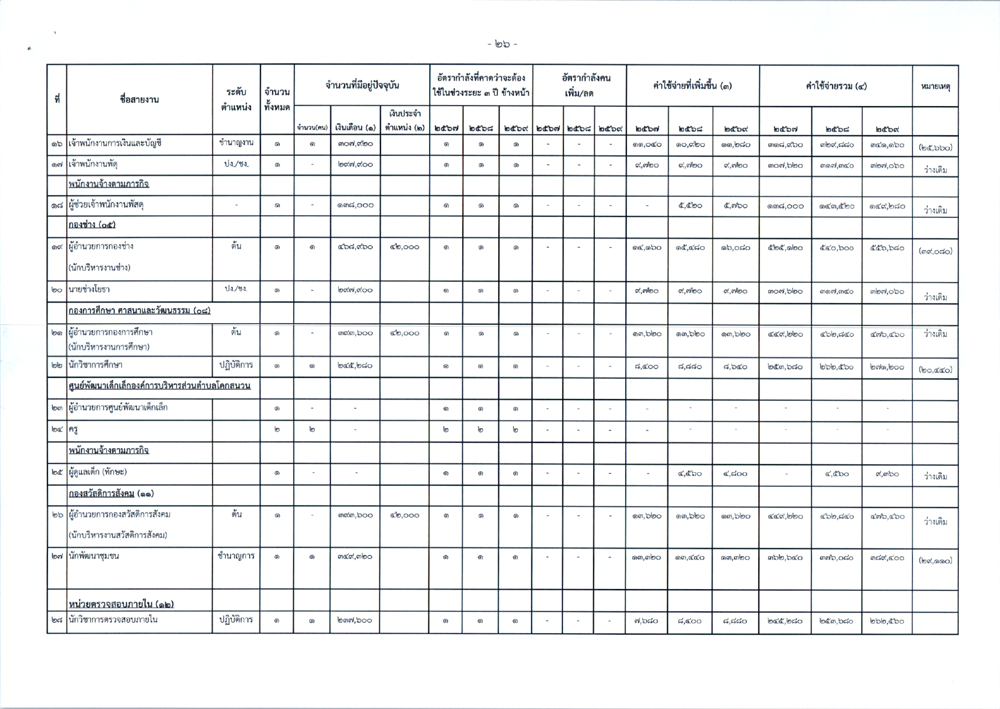 - ๒๖ -
ที่ ชื่อสายงาน ระดับตำแหน่ง จำนวนทั้งหมด จำนวนที่มีอยู่ปัจจุบัน อัตรากำลังที่คาดว่าจะต้องใช้ในช่วงระยะ ๓ ปี ข้างหน้า อัตรากำลังคน เพิ่ม/ลด ค่าใช้จ่ายที่เพิ่มขึ้น (๓) ค่าใช้จ่ายรวม (๔) หมายเหตุ
จำนวน(คน) เงินเดือน (๑) เงินประจำตำแหน่ง (๒) ๒๕๖๗ ๒๕๖๘ ๒๕๖๙ ๒๕๖๗ ๒๕๖๘ ๒๕๖๙ ๒๕๖๗ ๒๕๖๘ ๒๕๖๙ ๒๕๖๗ ๒๕๖๘ ๒๕๖๙
๑๖ เจ้าพนักงานการเงินและบัญชี ชำนาญงาน ๑ ๑ ๓๐๗,๙๒๐ ๑ ๑ ๑ - - - ๑๑,๐๔๐ ๑๐,๙๒๐ ๑๑,๒๘๐ ๓๑๘,๙๖๐ ๓๒๙,๘๘๐ ๓๔๑,๑๖๐ (๒๕,๖๖๐)
๑๗ เจ้าพนักงานพัดุ ปง./ชง. ๑ - ๒๙๗,๙๐๐ ๑ ๑ ๑ - - - ๙,๗๒๐ ๙,๗๒๐ ๙,๗๒๐ ๓๐๗,๖๒๐ ๓๑๗,๓๔๐ ๓๒๗,๐๖๐ ว่างเดิม
พนักงานจ้างตามภารกิจ
๑๘ ผู้ช่วยเจ้าพนักงานพัสดุ - ๑ - ๑๓๘,๐๐๐ ๑ ๑ ๑ - - - - ๕,๕๒๐ ๕,๗๖๐ ๑๓๘,๐๐๐ ๑๔๓,๕๒๐ ๑๔๙,๒๘๐ ว่างเดิม
กองช่าง (๐๕)
๑๙ ผู้อำนวยการกองช่าง ต้น ๑ ๑ ๔๖๘,๙๖๐ ๔๒,๐๐๐ ๑ ๑ ๑ - - - ๑๔,๑๖๐ ๑๕,๔๘๐ ๑๖,๐๘๐ ๕๒๕,๑๒๐ ๕๔๐,๖๐๐ ๕๕๖,๖๘๐ (๓๙,๐๘๐)
(นักบริหารงานช่าง)
๒๐ นายช่างโยธา ปง./ชง. ๑ - ๒๙๗,๙๐๐ ๑ ๑ ๑ - - - ๙,๗๒๐ ๙,๗๒๐ ๙,๗๒๐ ๓๐๗,๖๒๐ ๓๑๗,๓๔๐ ๓๒๗,๐๖๐ ว่างเดิม
กองการศึกษา ศาสนาและวัฒนธรรม (๐๘)
๒๑ ผู้อำนวยการกองการศึกษา ต้น ๑ - ๓๙๓,๖๐๐ ๔๒,๐๐๐ ๑ ๑ ๑ - - - ๑๓,๖๒๐ ๑๓,๖๒๐ ๑๓,๖๒๐ ๔๔๙,๒๒๐ ๔๖๒,๘๔๐ ๔๗๖,๔๖๐ ว่างเดิม
(นักบริหารงานการศึกษา)
๒๒ นักวิชาการศึกษา ปฏิบัติการ ๑ ๑ ๒๔๕,๒๘๐ ๑ ๑ ๑ - - - ๘,๔๐๐ ๘,๘๘๐ ๘,๖๔๐ ๒๕๓,๖๘๐ ๒๖๒,๕๖๐ ๒๗๑,๒๐๐ (๒๐,๔๔๐)
ศูนย์พัฒนาเด็กเล็กองค์การบริหารส่วนตำบลโคกสนวน
๒๓ ผู้อำนวยการศูนย์พัฒนาเด็กเล็ก ๑ - - ๑ ๑ ๑ - - - - - - - - -
๒๔ ครู ๒ ๒ - ๒ ๒ ๒ - - - - - - - - -
พนักงานจ้างตามภารกิจ
๒๕ ผู้ดูแลเด็ก (ทักษะ) ๑ - - ๑ ๑ ๑ - - - - ๔,๕๖๐ ๔,๘๐๐ - ๔,๕๖๐ ๙,๓๖๐ ว่างเดิม
กองสวัสดิการสังคม (๑๑)
๒๖ ผู้อำนวยการกองสวัสดิการสังคม ต้น ๑ - ๓๙๓,๖๐๐ ๔๒,๐๐๐ ๑ ๑ ๑ - - - ๑๓,๖๒๐ ๑๓,๖๒๐ ๑๓,๖๒๐ ๔๔๙,๒๒๐ ๔๖๒,๘๔๐ ๔๗๖,๔๖๐ ว่างเดิม
(นักบริหารงานสวัสดิการสังคม)
๒๗ นักพัฒนาชุมชน ชำนาญการ ๑ ๑ ๓๔๙,๓๒๐ ๑ ๑ ๑ - - - ๑๓,๓๒๐ ๑๓,๔๔๐ ๑๓,๓๒๐ ๓๖๒,๖๔๐ ๓๗๖,๐๘๐ ๓๘๙,๔๐๐ (๒๙,๑๑๐)
หน่วยตรวจสอบภายใน (๑๒)
๒๘ นักวิชาการตรวจสอบภายใน ปฏิบัติการ ๑ ๑ ๒๓๗,๖๐๐ ๑ ๑ ๑ - - - ๗,๖๘๐ ๘,๔๐๐ ๘,๘๘๐ ๒๔๕,๒๘๐ ๒๕๓,๖๘๐ ๒๖๒,๕๖๐